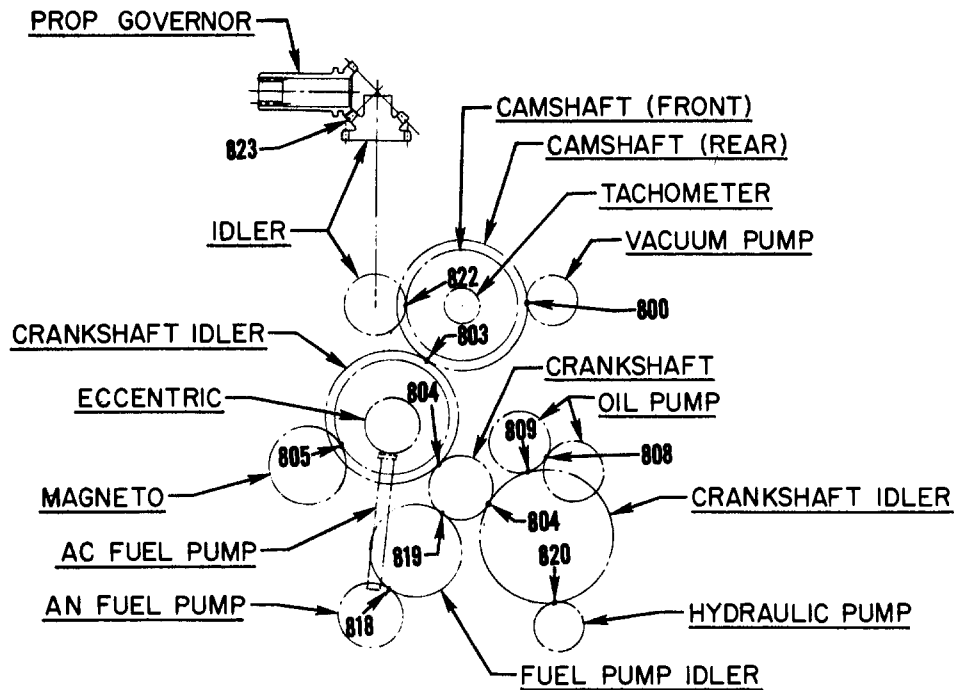 PROP GOVERNOR
CAMSHAFT (FRONT)
823
CAMSHAFT (REAR)
TACHOMETER
IDLER
VACUUM PUMP
822
800
CRANKSHAFT IDLER
803
CRANKSHAFT
804
ECCENTRIC
OIL PUMP
809
805
808
MAGNETO
CRANKSHAFT IDLER
804
AC FUEL PUMP
819
820
AN FUEL PUMP
818
HYDRAULIC PUMP
FUEL PUMP IDLER